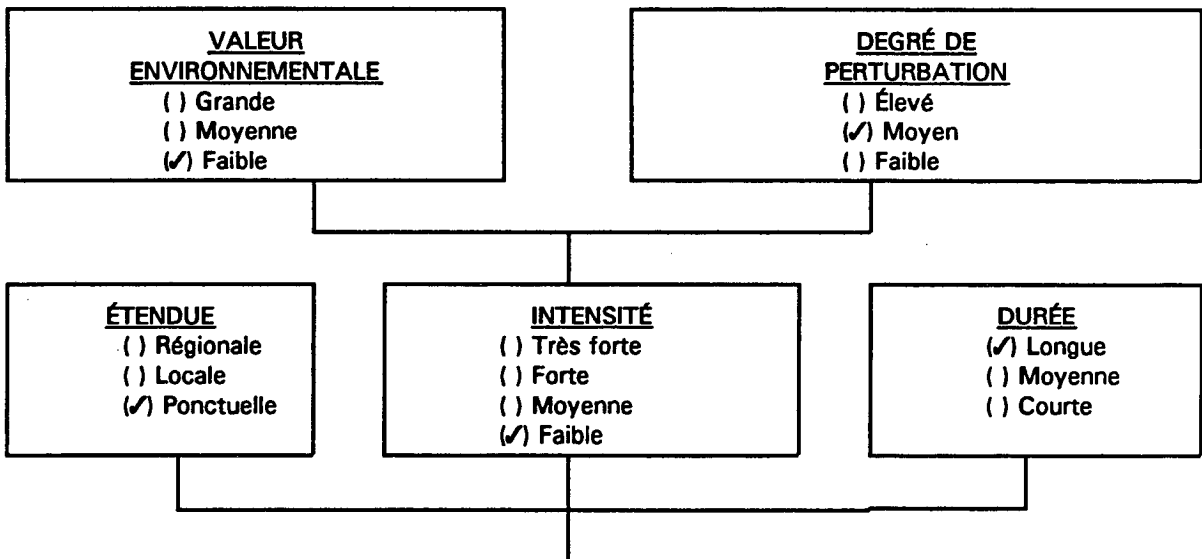 VALEUR
ENVIRONNEMENTALE
( ) Grande
( ) Moyenne
(✓) Faible
DEGRÉ DE
PERTURBATION
( ) Élevé
(✓) Moyen
( ) Faible
ÉTENDUE
( ) Régionale
( ) Locale
(✓) Ponctuelle
INTENSITÉ
( ) Très forte
( ) Forte
( ) Moyenne
(✓) Faible
DURÉE
(✓) Longue
( ) Moyenne
( ) Courte